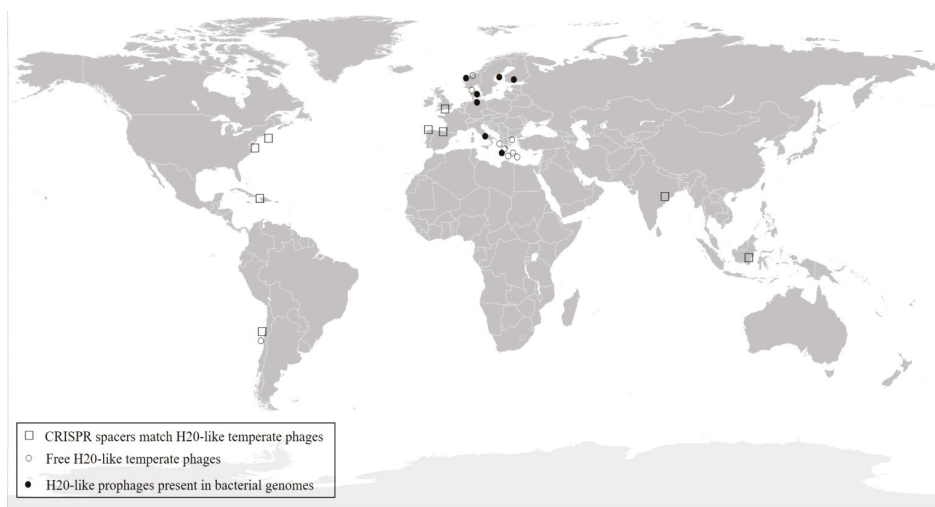 CRISPR spacers match H20-like temperate phages
Free H20-like temperate phages
H20-like prophages present in bacterial genomes